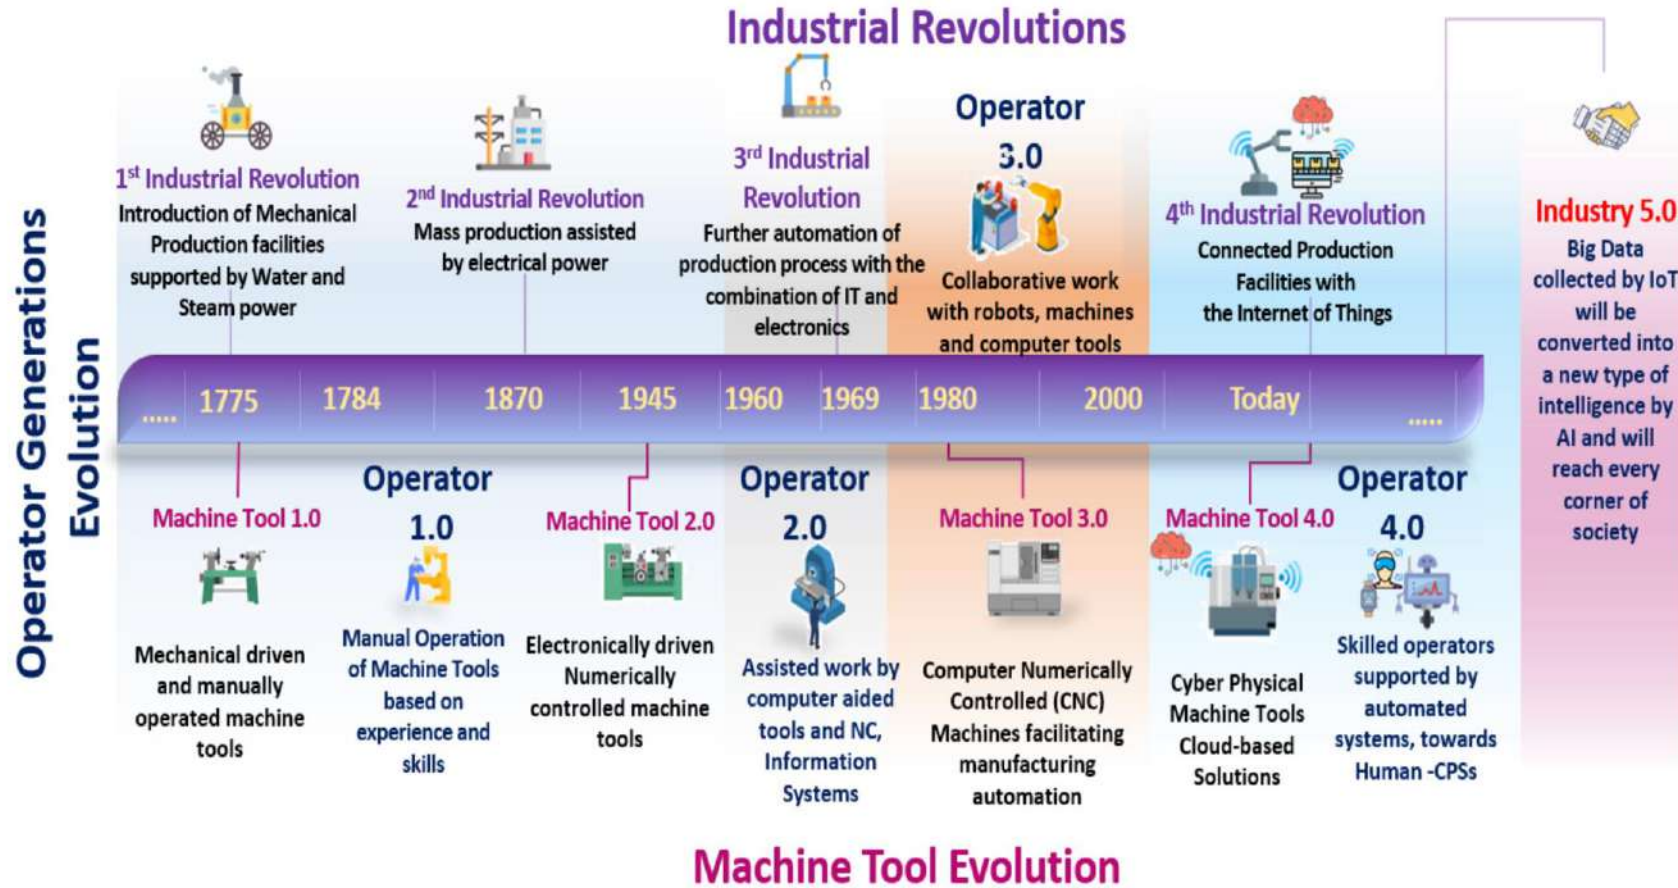 Industrial Revolutions
Operator Generations
Evolution
1st Industrial Revolution
Introduction of Mechanical
Production facilities
supported by Water and
Steam power
2nd Industrial Revolution
Mass production assisted
by electrical power
3rd Industrial
Revolution
Further automation of
production process with the
combination of IT and
electronics
Operator
3.0
Collaborative work
with robots, machines
and computer tools
4th Industrial Revolution
Connected Production
Facilities with
the Internet of Things
Industry 5.0
Big Data
collected by IoT
will be
converted into
a new type of
intelligence by
AI and will
reach every
corner of
society
..... 1775 1784 1870 1945 1960 1969 1980 2000 Today .....
Machine Tool 1.0
Mechanical driven
and manually
operated machine
tools
Operator
1.0
Manual Operation
of Machine Tools
based on
experience and
skills
Machine Tool 2.0
Electronically driven
Numerically
controlled machine
tools
Operator
2.0
Assisted work by
computer aided
tools and NC,
Information
Systems
Machine Tool 3.0
Computer Numerically
Controlled (CNC)
Machines facilitating
manufacturing
automation
Machine Tool 4.0
Cyber Physical
Machine Tools
Cloud-based
Solutions
Operator
4.0
Skilled operators
supported by
automated
systems, towards
Human -CPSs
Machine Tool Evolution